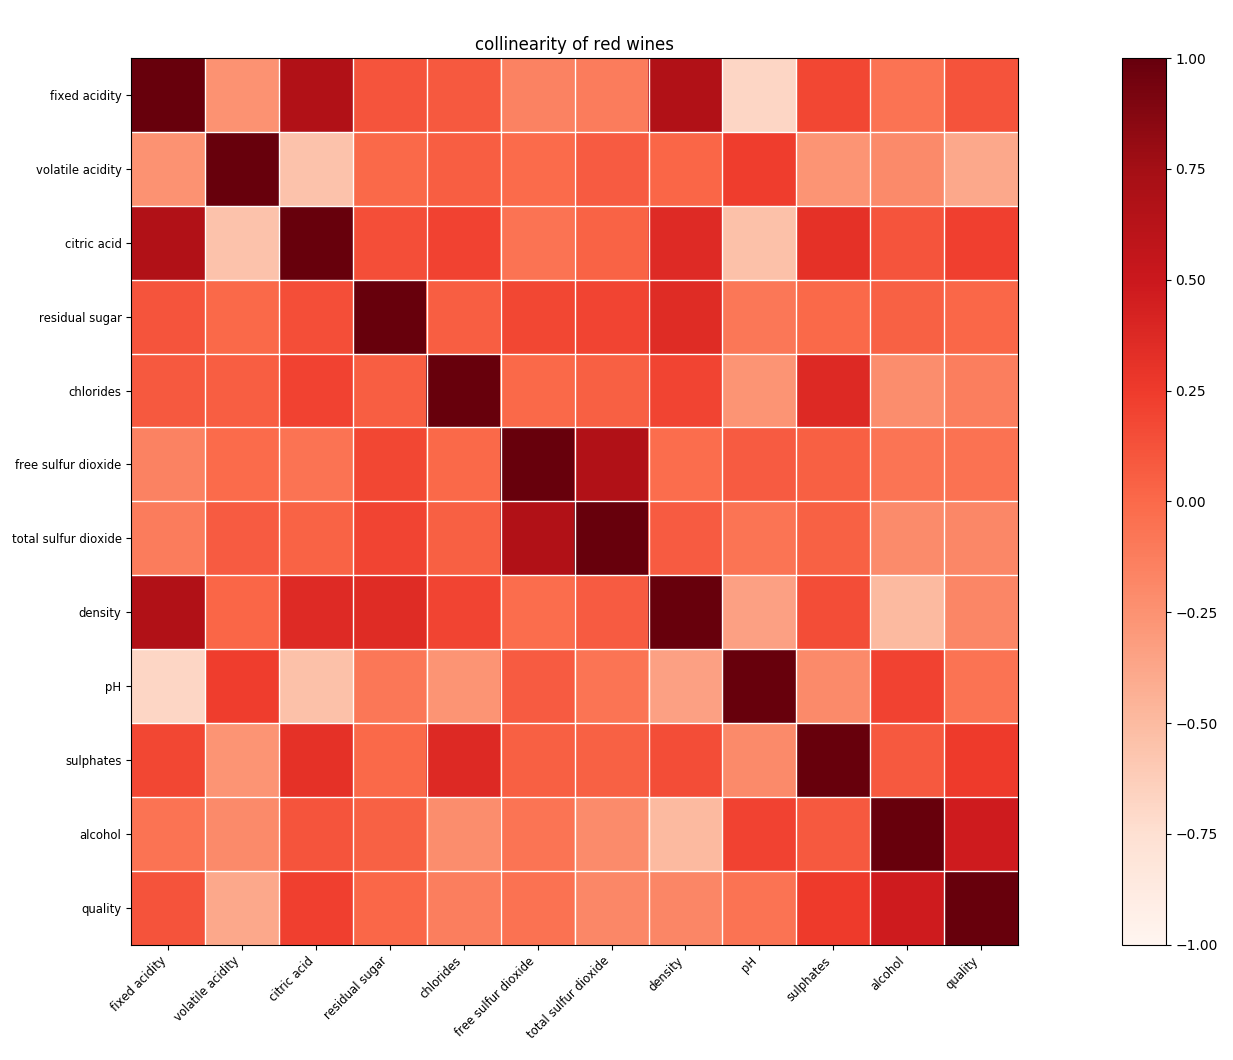 collinearity of red wines
fixed acidity
volatile acidity
citric acid
residual sugar
chlorides
free sulfur dioxide
total sulfur dioxide
density
pH
sulphates
alcohol
quality
fixed acidity
volatile acidity
citric acid
residual sugar
chlorides
free sulfur dioxide
total sulfur dioxide
density
pH
sulphates
alcohol
quality
1.00
0.75
0.50
0.25
0.00
−0.25
−0.50
−0.75
−1.00